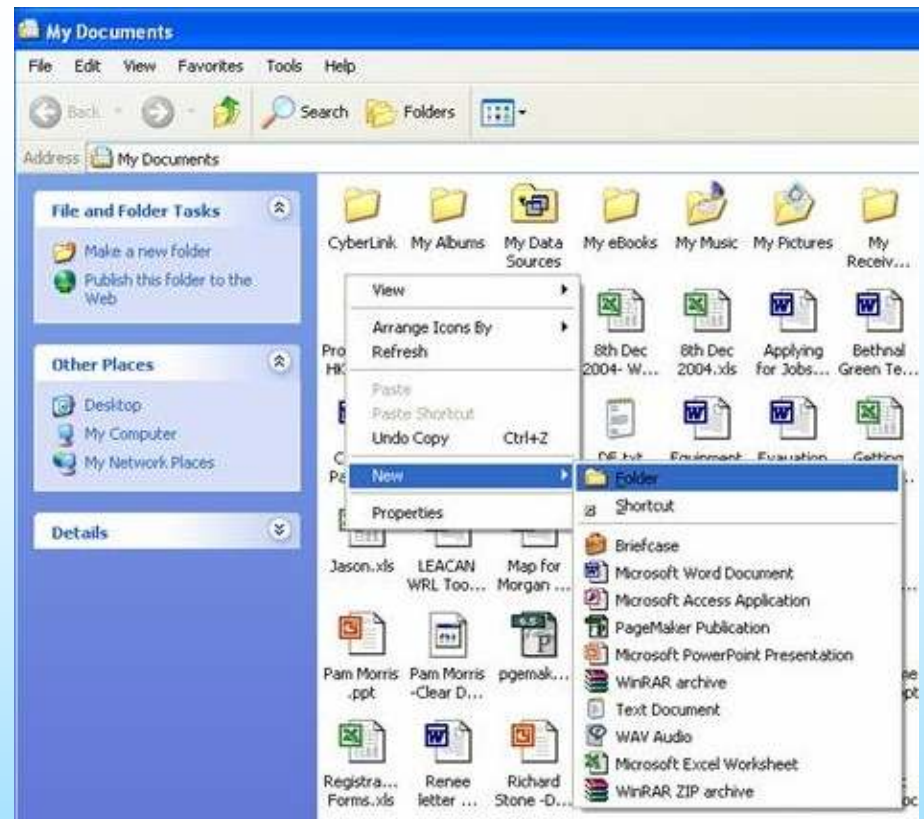 My Documents
File Edit View Favorites Tools Help
Back Search Folders
Address My Documents
File and Folder Tasks
Make a new folder
Publish this folder to the
Web
Other Places
Desktop
My Computer
My Network Places
Details
CyberLink My Albums My Data My eBooks My Music My Pictures My
Sources Receiv...
View
Arrange Icons By
Refresh
Paste
Paste Shortcut
Undo Copy Ctrl+Z
New
Properties
8th Dec 8th Dec Applying Bethnal
2004- W... 2004.xls for Jobs... Green Te...
DE.txt Equipment Evauation Getting
Folder
Shortcut
Briefcase
Microsoft Word Document
Microsoft Access Application
PageMaker Publication
Microsoft PowerPoint Presentation
WinRAR archive
Text Document
WAV Audio
Microsoft Excel Worksheet
WinRAR ZIP archive
Jason.xls LEACAN Map for
WRL Too... Morgan ...
Pam Morris Pam Morris pgemak...
.ppt -Clear D...
Registra... Renee Richard
Forms.xls letter ... Stone -D...